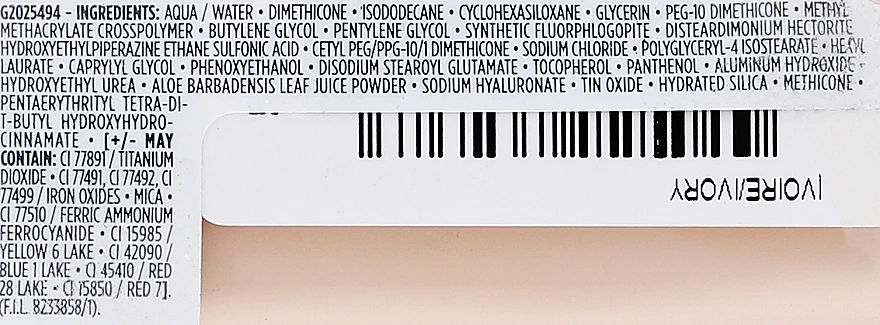 G2025494 - INGREDIENTS: AQUA / WATER • DIMETHICONE • ISODODECANE • CYCLOHEXASILOXANE • GLYCERIN • PEG-10 DIMETHICONE • METHYL
METHACRYLATE CROSSPOLYMER • BUTYLENE GLYCOL • PENTYLENE GLYCOL • SYNTHETIC FLUORPHLOGOPITE • DISTEARDIMONIUM HECTORITE
HYDROXYETHYLPIPERAZINE ETHANE SULFONIC ACID • CETYL PEG/PPG-10/1 DIMETHICONE • SODIUM CHLORIDE • POLYGLYCERYL-4 ISOSTEARATE • HEXYL
LAURATE • CAPRYLYL GLYCOL • PHENOXYETHANOL • DISODIUM STEAROYL GLUTAMATE • TOCOPHEROL • PANTHENOL • ALUMINUM HYDROXIDE •
HYDROXYETHYL UREA • ALOE BARBADENSIS LEAF JUICE POWDER • SODIUM HYALURONATE • TIN OXIDE • HYDRATED SILICA • METHICONE •
PENTAERYTHRITYL TETRA-DI-
T-BUTYL HYDROXYHYDRO-
CINNAMATE • [+/- MAY
CONTAIN: CI 77891 / TITANIUM
DIOXIDE • CI 77491, CI 77492, CI
77499 / IRON OXIDES • MICA •
CI 77510 / FERRIC AMMONIUM
FERROCYANIDE • CI 15985 /
YELLOW 6 LAKE • CI 42090 /
BLUE 1 LAKE • CI 45410 / RED
28 LAKE • CI 15850 / RED 7].
(F.I.L. B233858/1).
IVOIRE/IVORY